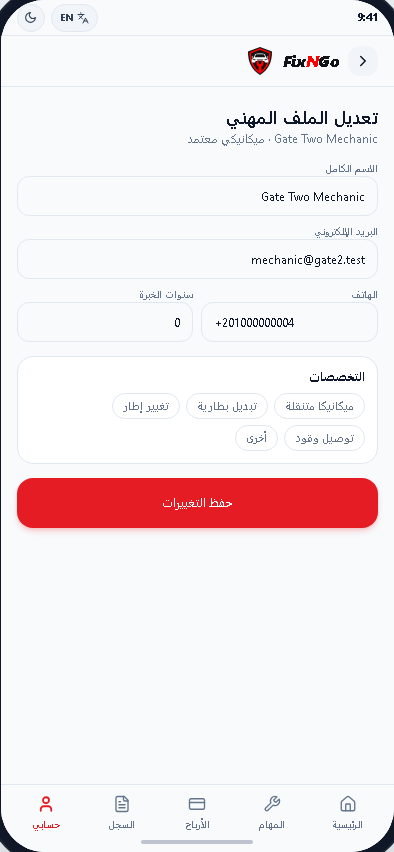 9:41
EN
FixNGo
تعديل الملف المهني
Gate Two Mechanic · ميكانيكي معتمد
الاسم الكامل
Gate Two Mechanic
البريد الإلكتروني
mechanic@gate2.test
الهاتف
+201000000004
سنوات الخبرة
0
التخصصات
ميكانيكا متنقلة
تبديل بطارية
تغيير إطار
توصيل وقود
أخرى
حفظ التغييرات
الرئيسية
المهام
الأرباح
السجل
حسابي